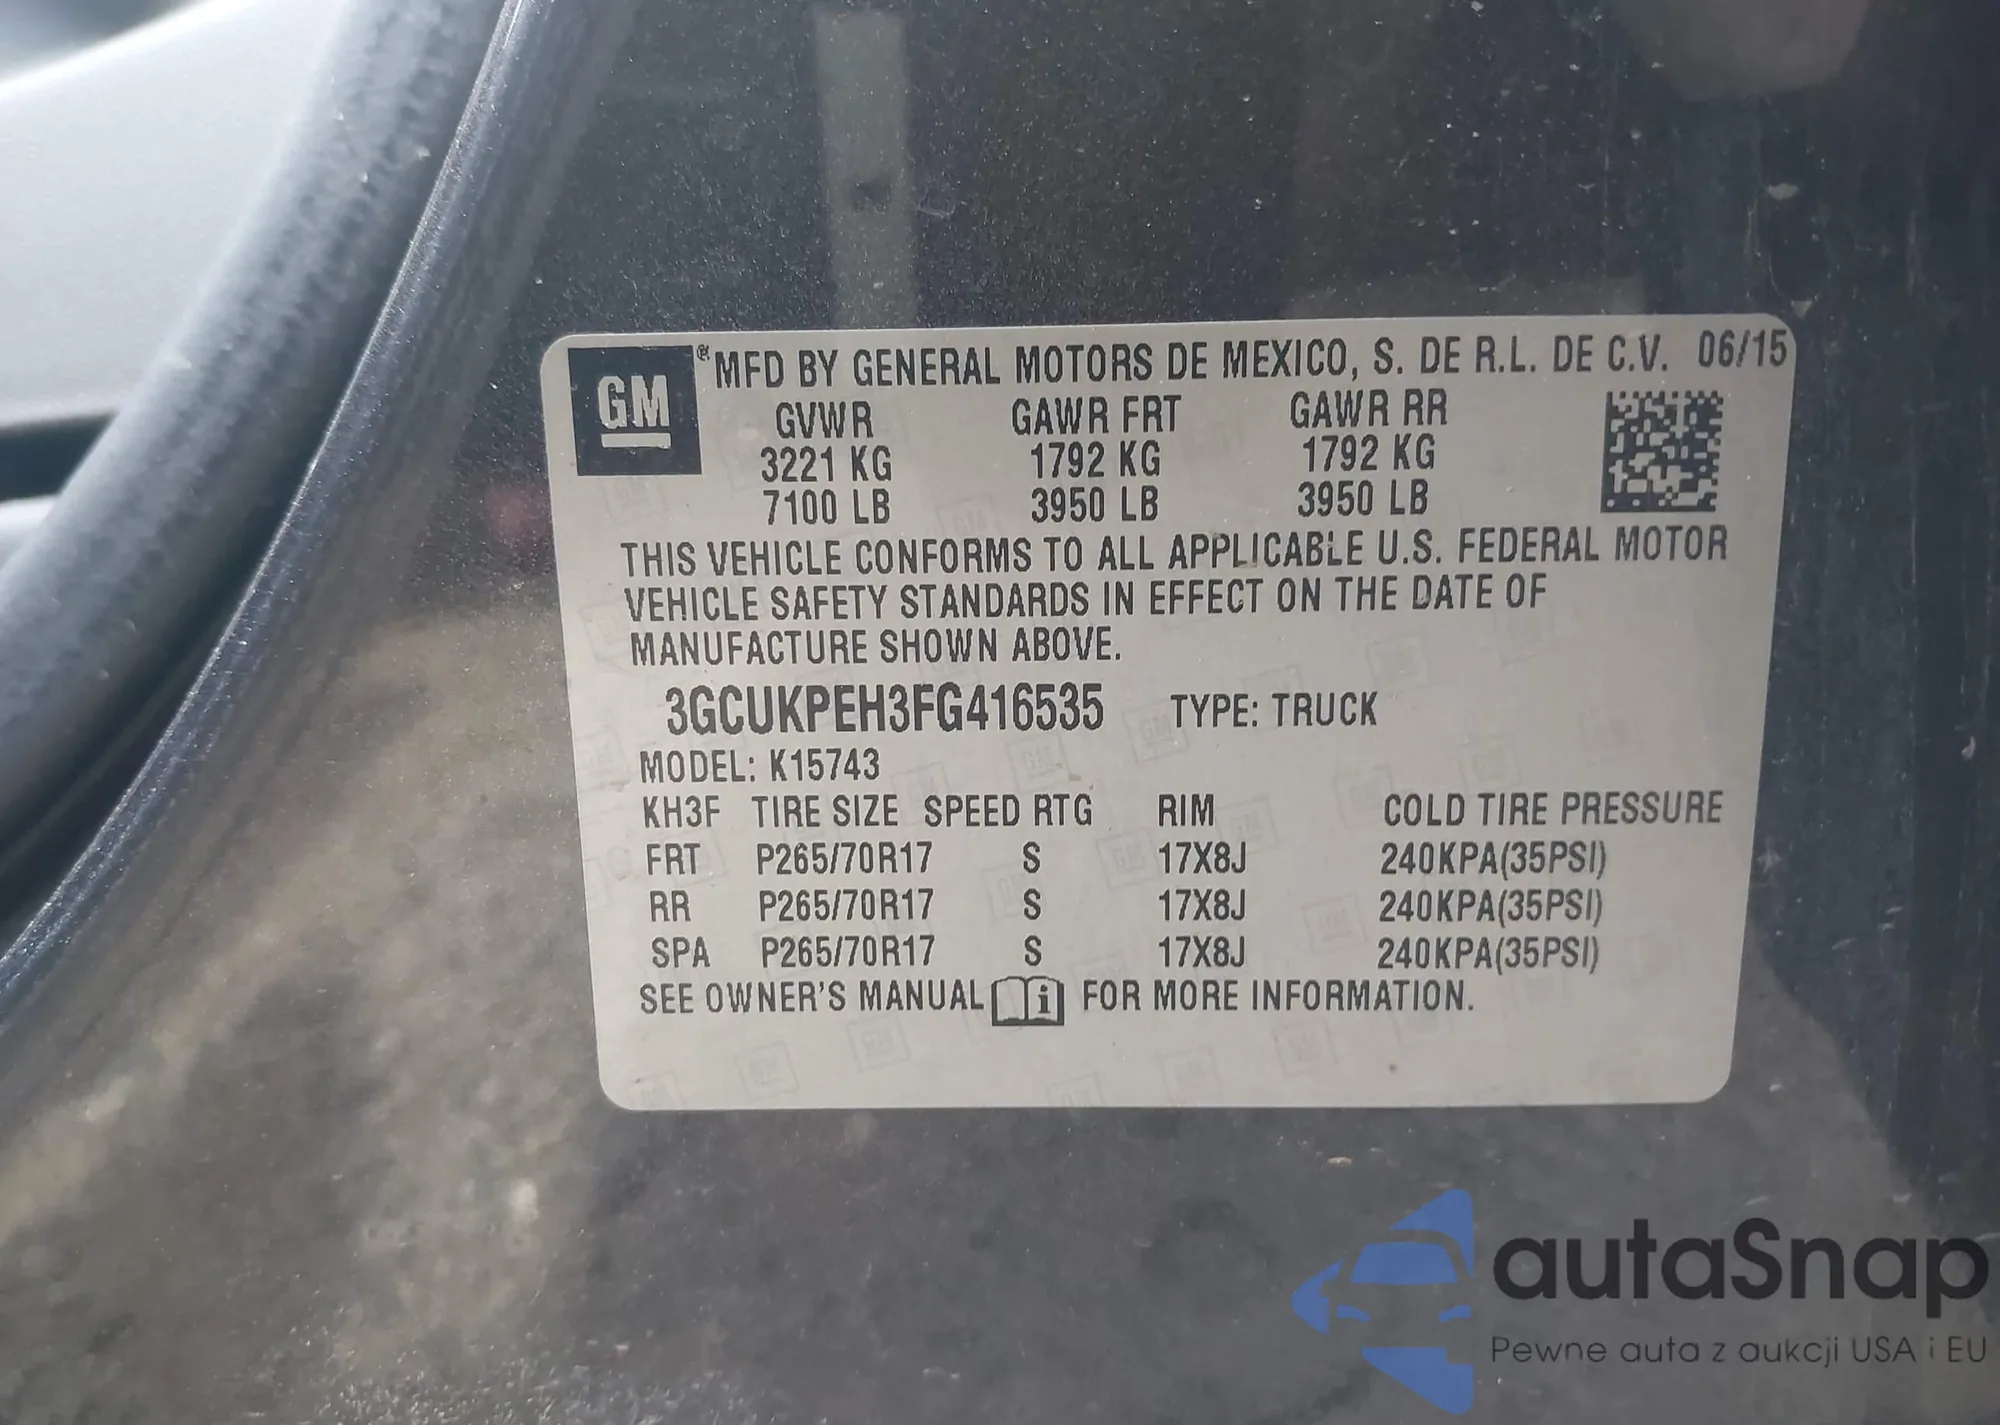 GM ® MFD BY GENERAL MOTORS DE MEXICO, S. DE R.L. DE C.V. 06/15
GVWR GAWR FRT GAWR RR
3221 KG 1792 KG 1792 KG
7100 LB 3950 LB 3950 LB
THIS VEHICLE CONFORMS TO ALL APPLICABLE U.S. FEDERAL MOTOR
VEHICLE SAFETY STANDARDS IN EFFECT ON THE DATE OF
MANUFACTURE SHOWN ABOVE.
3GCUKPEH3FG416535 TYPE: TRUCK
MODEL: K15743
KH3F TIRE SIZE SPEED RTG RIM COLD TIRE PRESSURE
FRT P265/70R17 S 17X8J 240KPA(35PSI)
RR P265/70R17 S 17X8J 240KPA(35PSI)
SPA P265/70R17 S 17X8J 240KPA(35PSI)
SEE OWNER'S MANUAL i FOR MORE INFORMATION.
autaSnap
Pewne auta z aukcji USA i EU